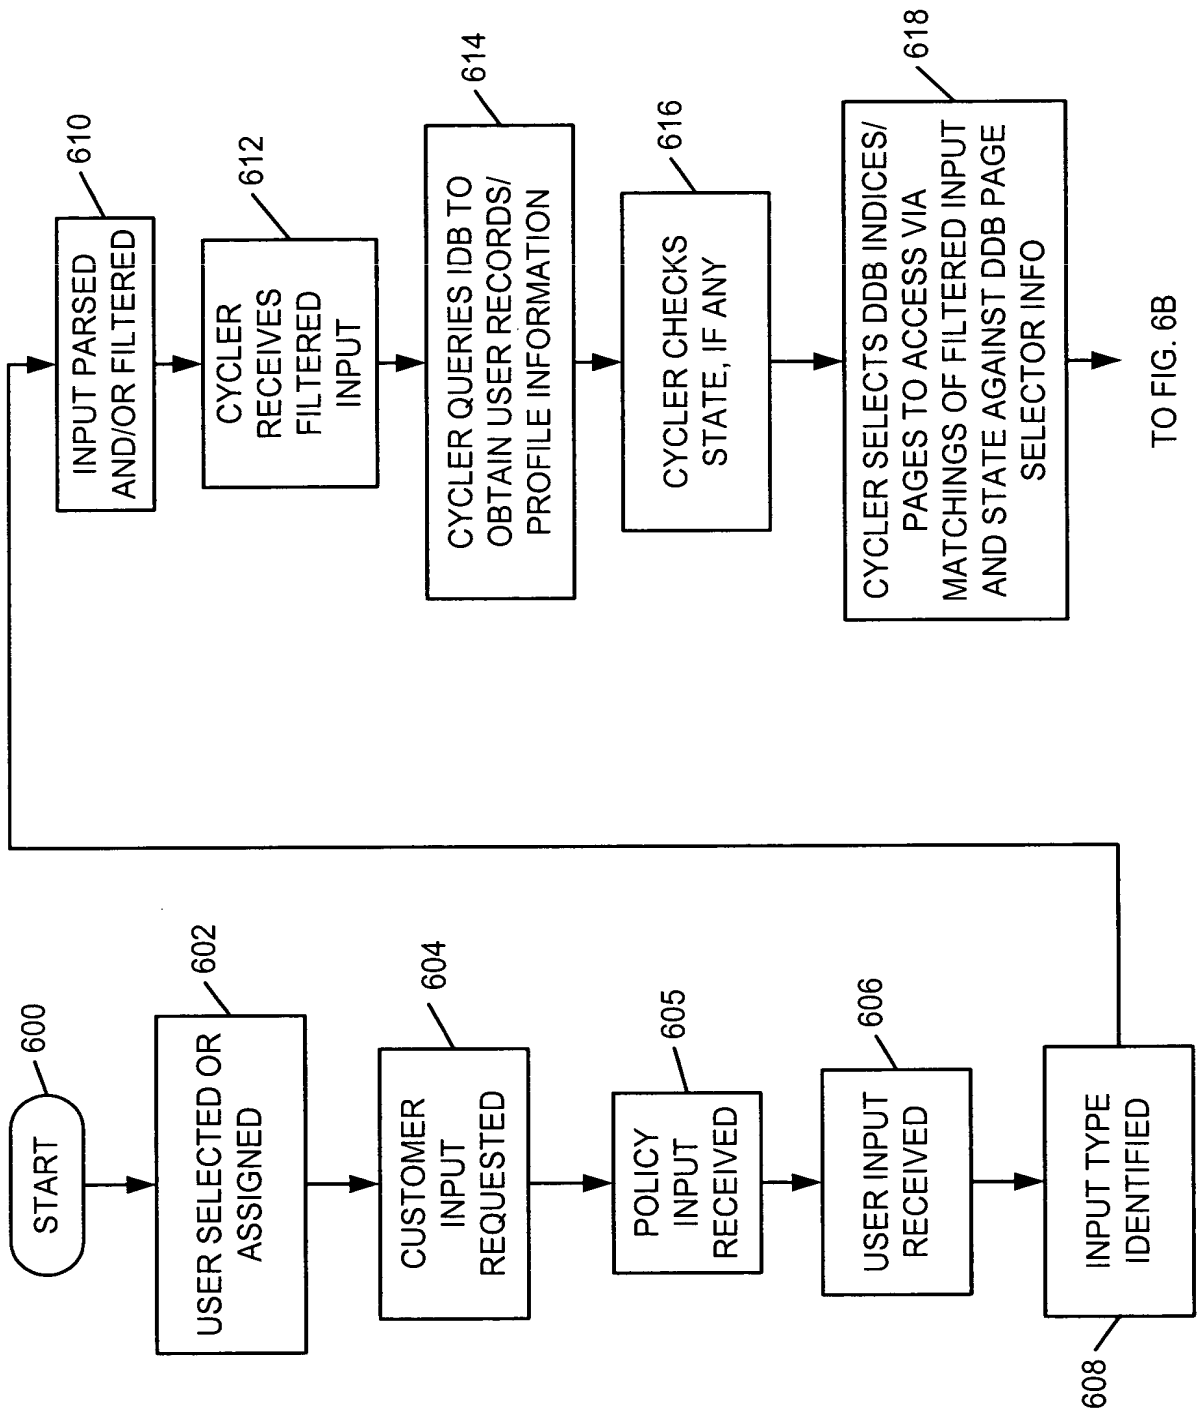 START
600
USER SELECTED OR
ASSIGNED
602
CUSTOMER
INPUT
REQUESTED
604
POLICY
INPUT
RECEIVED
605
USER INPUT
RECEIVED
606
INPUT TYPE
IDENTIFIED
608
INPUT PARSED
AND/OR FILTERED
610
CYCLER
RECEIVES
FILTERED
INPUT
612
CYCLER QUERIES IDB TO
OBTAIN USER RECORDS/
PROFILE INFORMATION
614
CYCLER CHECKS
STATE, IF ANY
616
CYCLER SELECTS DDB INDICES/
PAGES TO ACCESS VIA
MATCHINGS OF FILTERED INPUT
AND STATE AGAINST DDB PAGE
SELECTOR INFO
618
TO FIG. 6B